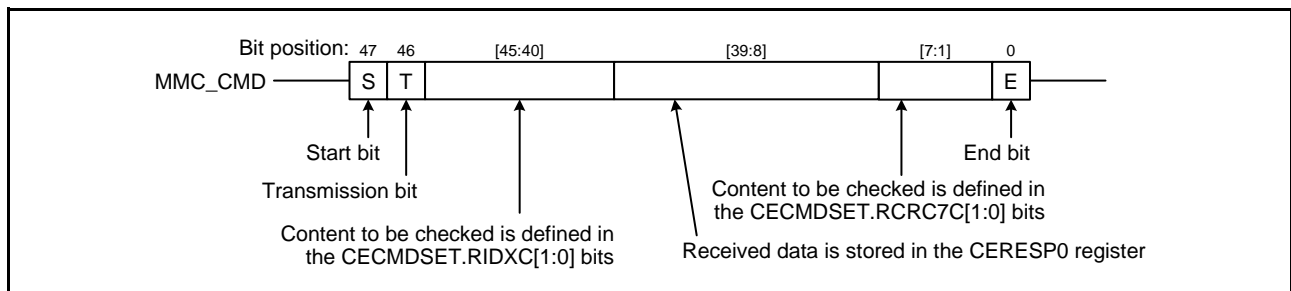 Bit position: 47 46 [45:40] [39:8] [7:1] 0
MMC_CMD S T E
Start bit End bit
Transmission bit
Content to be checked is defined in
the CECMDSET.RCRC7C[1:0] bits
Content to be checked is defined in
the CECMDSET.RIDXC[1:0] bits
Received data is stored in the CERESP0 register